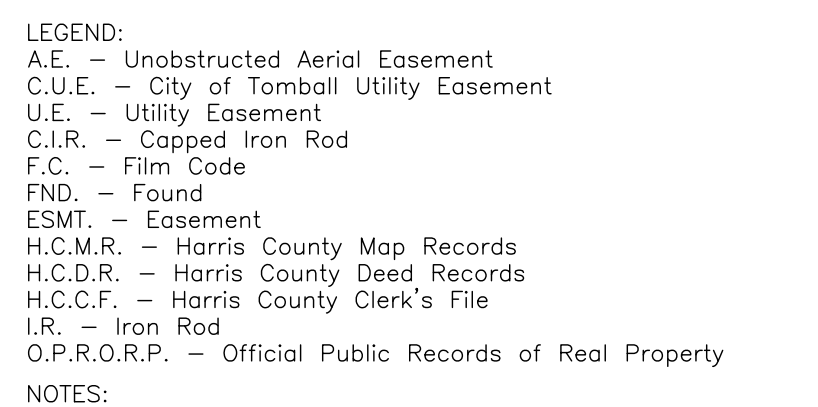 LEGEND:
A.E. – Unobstructed Aerial Easement
C.U.E. – City of Tomball Utility Easement
U.E. – Utility Easement
C.I.R. – Capped Iron Rod
F.C. – Film Code
FND. – Found
ESMT. – Easement
H.C.M.R. – Harris County Map Records
H.C.D.R. – Harris County Deed Records
H.C.C.F. – Harris County Clerk's File
I.R. – Iron Rod
O.P.R.O.R.P. – Official Public Records of Real Property
NOTES: